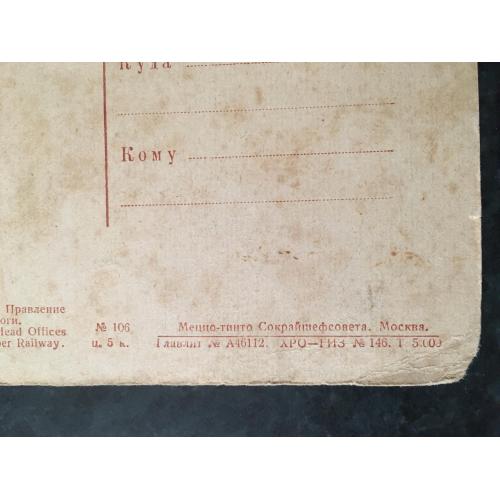 Куда
Кому
Правление
оги.
Head Offices
per Railway.
№ 106
ц. 5 к.
Меццо-тинто Сокрайшефсовета. Москва.
Главлит № А46112. ХРО—ГИЗ № 146. Т 5.000